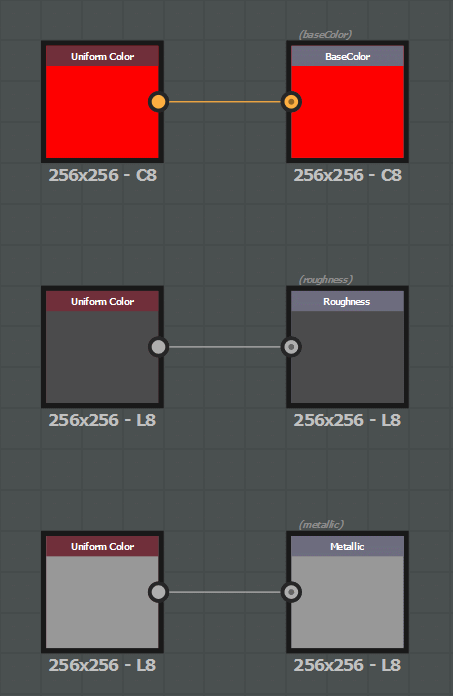 (baseColor)
Uniform Color
BaseColor
256x256 - C8
256x256 - C8
(roughness)
Uniform Color
Roughness
256x256 - L8
256x256 - L8
(metallic)
Uniform Color
Metallic
256x256 - L8
256x256 - L8